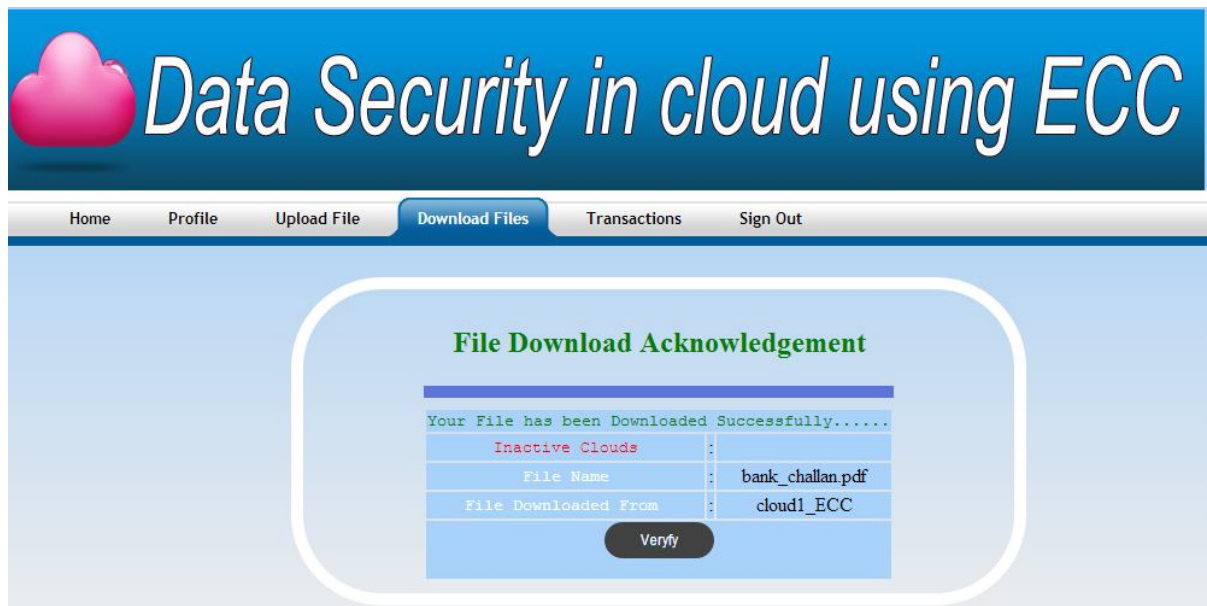 Data Security in cloud using ECC
Home Profile Upload File Download Files Transactions Sign Out
File Download Acknowledgement
Your File has been Downloaded Successfully......
Inactive Clouds :
File Name : bank_challan.pdf
File Downloaded From : cloud1_ECC
Veryfy